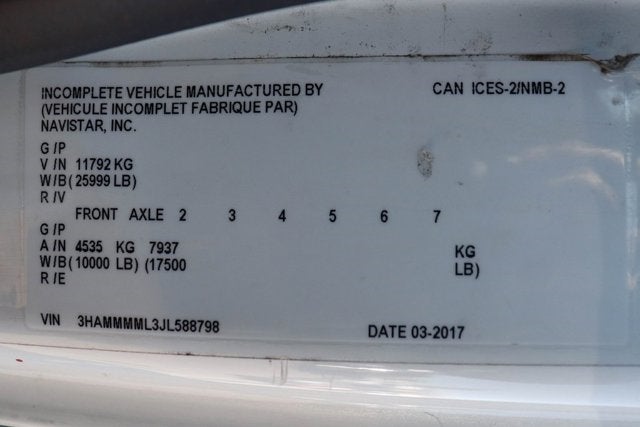 INCOMPLETE VEHICLE MANUFACTURED BY
(VEHICULE INCOMPLET FABRIQUE PAR)
NAVISTAR, INC.
CAN ICES-2/NMB-2
G/P
V/N 11792 KG
W/B (25999 LB)
R/V
FRONT AXLE 2 3 4 5 6 7
G/P
A/N 4535 KG 7937 KG
W/B (10000 LB) (17500 LB)
R/E
VIN 3HAMMMML3JL588798 DATE 03-2017